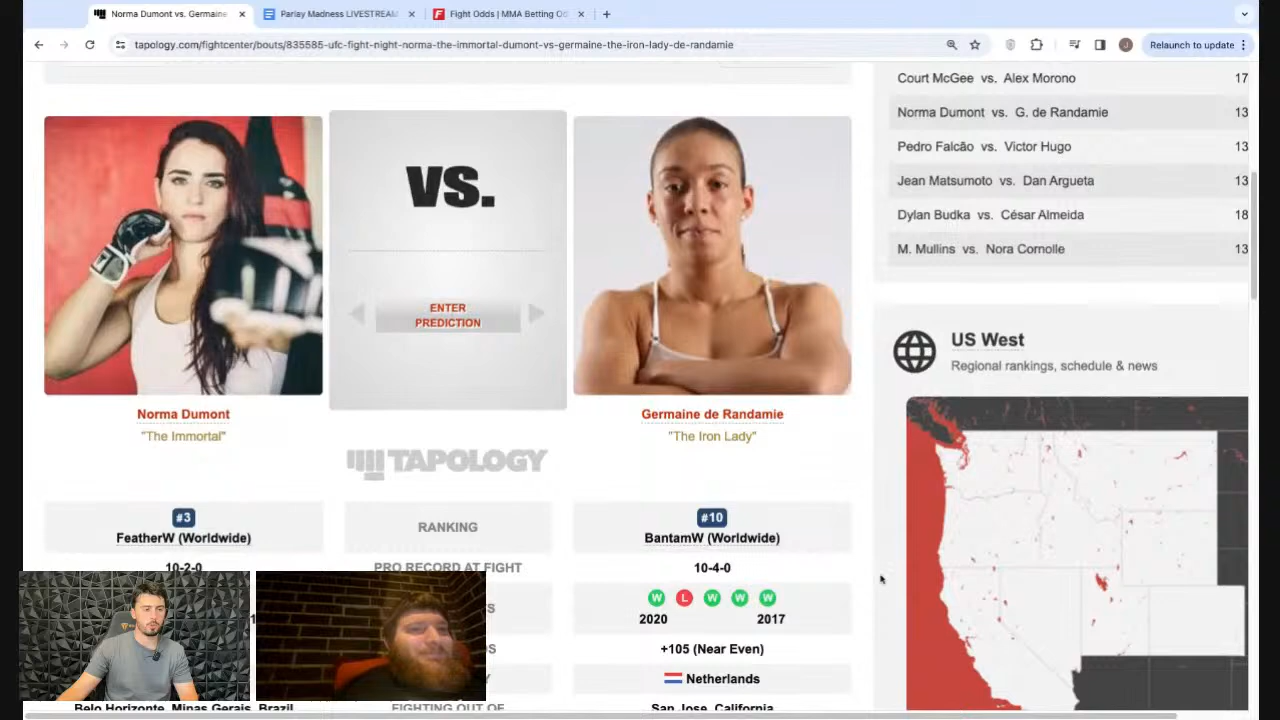 Norma Dumont vs. Germaine
Parlay Madness LIVESTREAM
Fight Odds | MMA Betting Od
tapology.com/fightcenter/bouts/835585-ufc-fight-night-norma-the-immortal-dumont-vs-germaine-the-iron-lady-de-randamie
J
Relaunch to update
Court McGee vs. Alex Morono 17
Norma Dumont vs. G. de Randamie 13
Pedro Falcão vs. Victor Hugo 13
Jean Matsumoto vs. Dan Argueta 13
Dylan Budka vs. César Almeida 18
M. Mullins vs. Nora Cornolle 13
VS.
ENTER
PREDICTION
US West
Regional rankings, schedule & news
Norma Dumont
"The Immortal"
Germaine de Randamie
"The Iron Lady"
TAPOLOGY
#3
FeatherW (Worldwide)
RANKING
#10
BantamW (Worldwide)
10-2-0
PRO RECORD AT FIGHT
10-4-0
W L W W W
2020 2017
+105 (Near Even)
Netherlands
Belo Horizonte, Minas Gerais, Brazil
FIGHTING OUT OF
San Jose, California